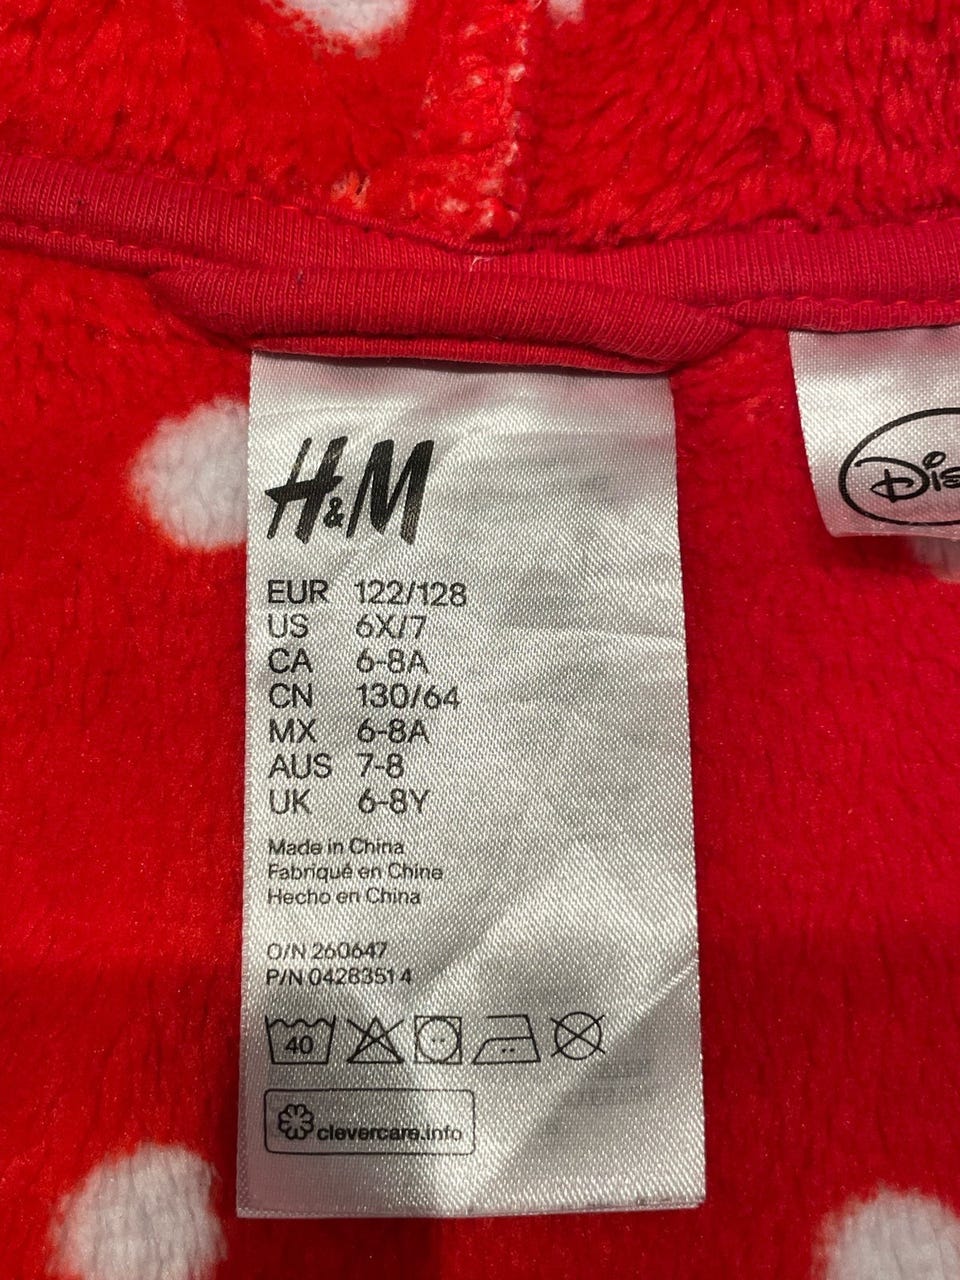 H&M
EUR 122/128
US 6X/7
CA 6-8A
CN 130/64
MX 6-8A
AUS 7-8
UK 6-8Y
Made in China
Fabriqué en Chine
Hecho en China
O/N 260647
P/N 04283514
40
clevercare.info
Dis